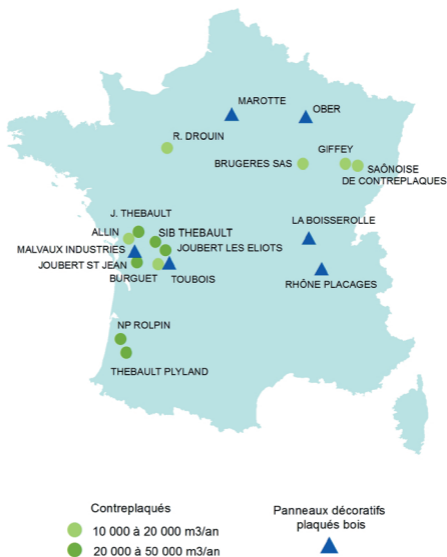 MAROTTE
OBER
R. DROUIN
GIFFEY
BRUGERES SAS
SAÔNOISE
DE CONTREPLAQUES
J. THEBAULT
LA BOISSEROLLE
ALLIN
SIB THEBAULT
MALVAUX INDUSTRIES
JOUBERT LES ELIOTS
JOUBERT ST JEAN
BURGUET
TOUBOIS
RHÔNE PLACAGES
NP ROLPIN
THEBAULT PLYLAND
Contreplaqués
10 000 à 20 000 m3/an
20 000 à 50 000 m3/an
Panneaux décoratifs
plaqués bois